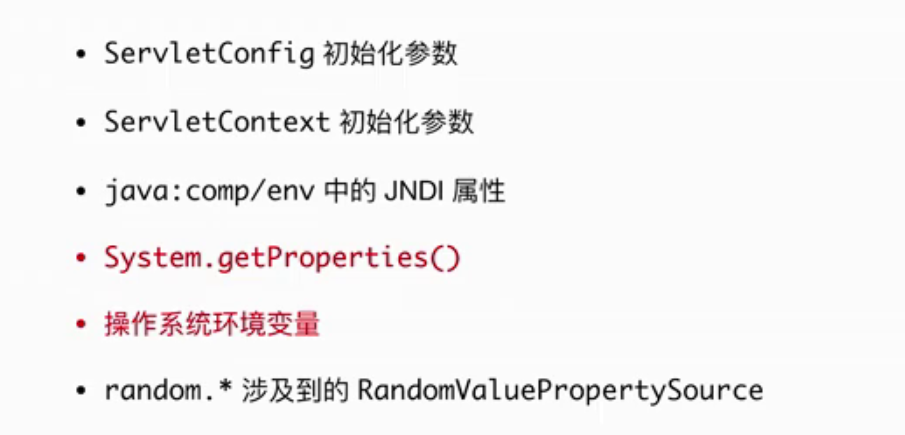 • ServletConfig 初始化参数
• ServletContext 初始化参数
• java:comp/env 中的 JNDI 属性
• System.getProperties()
• 操作系统环境变量
• random.* 涉及到的 RandomValuePropertySource